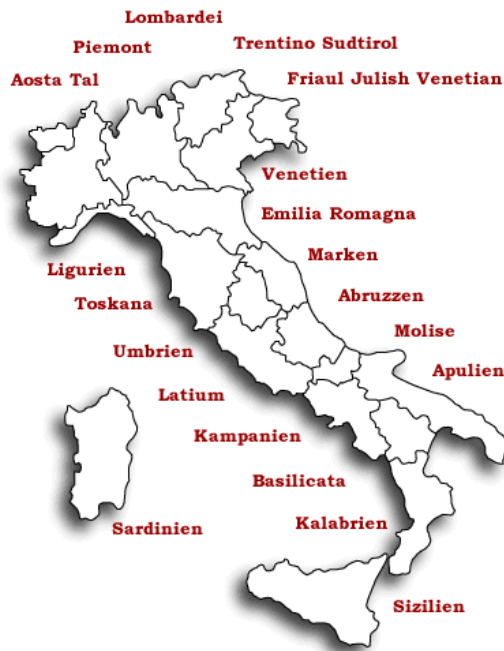 Lombardei
Piemont
Trentino Sudtirol
Aosta Tal
Friaul Julish Venetian
Venetien
Emilia Romagna
Marken
Ligurien
Abruzzen
Toskana
Molise
Umbrien
Apulien
Latium
Kampanien
Basilicata
Kalabrien
Sardinien
Sizilien